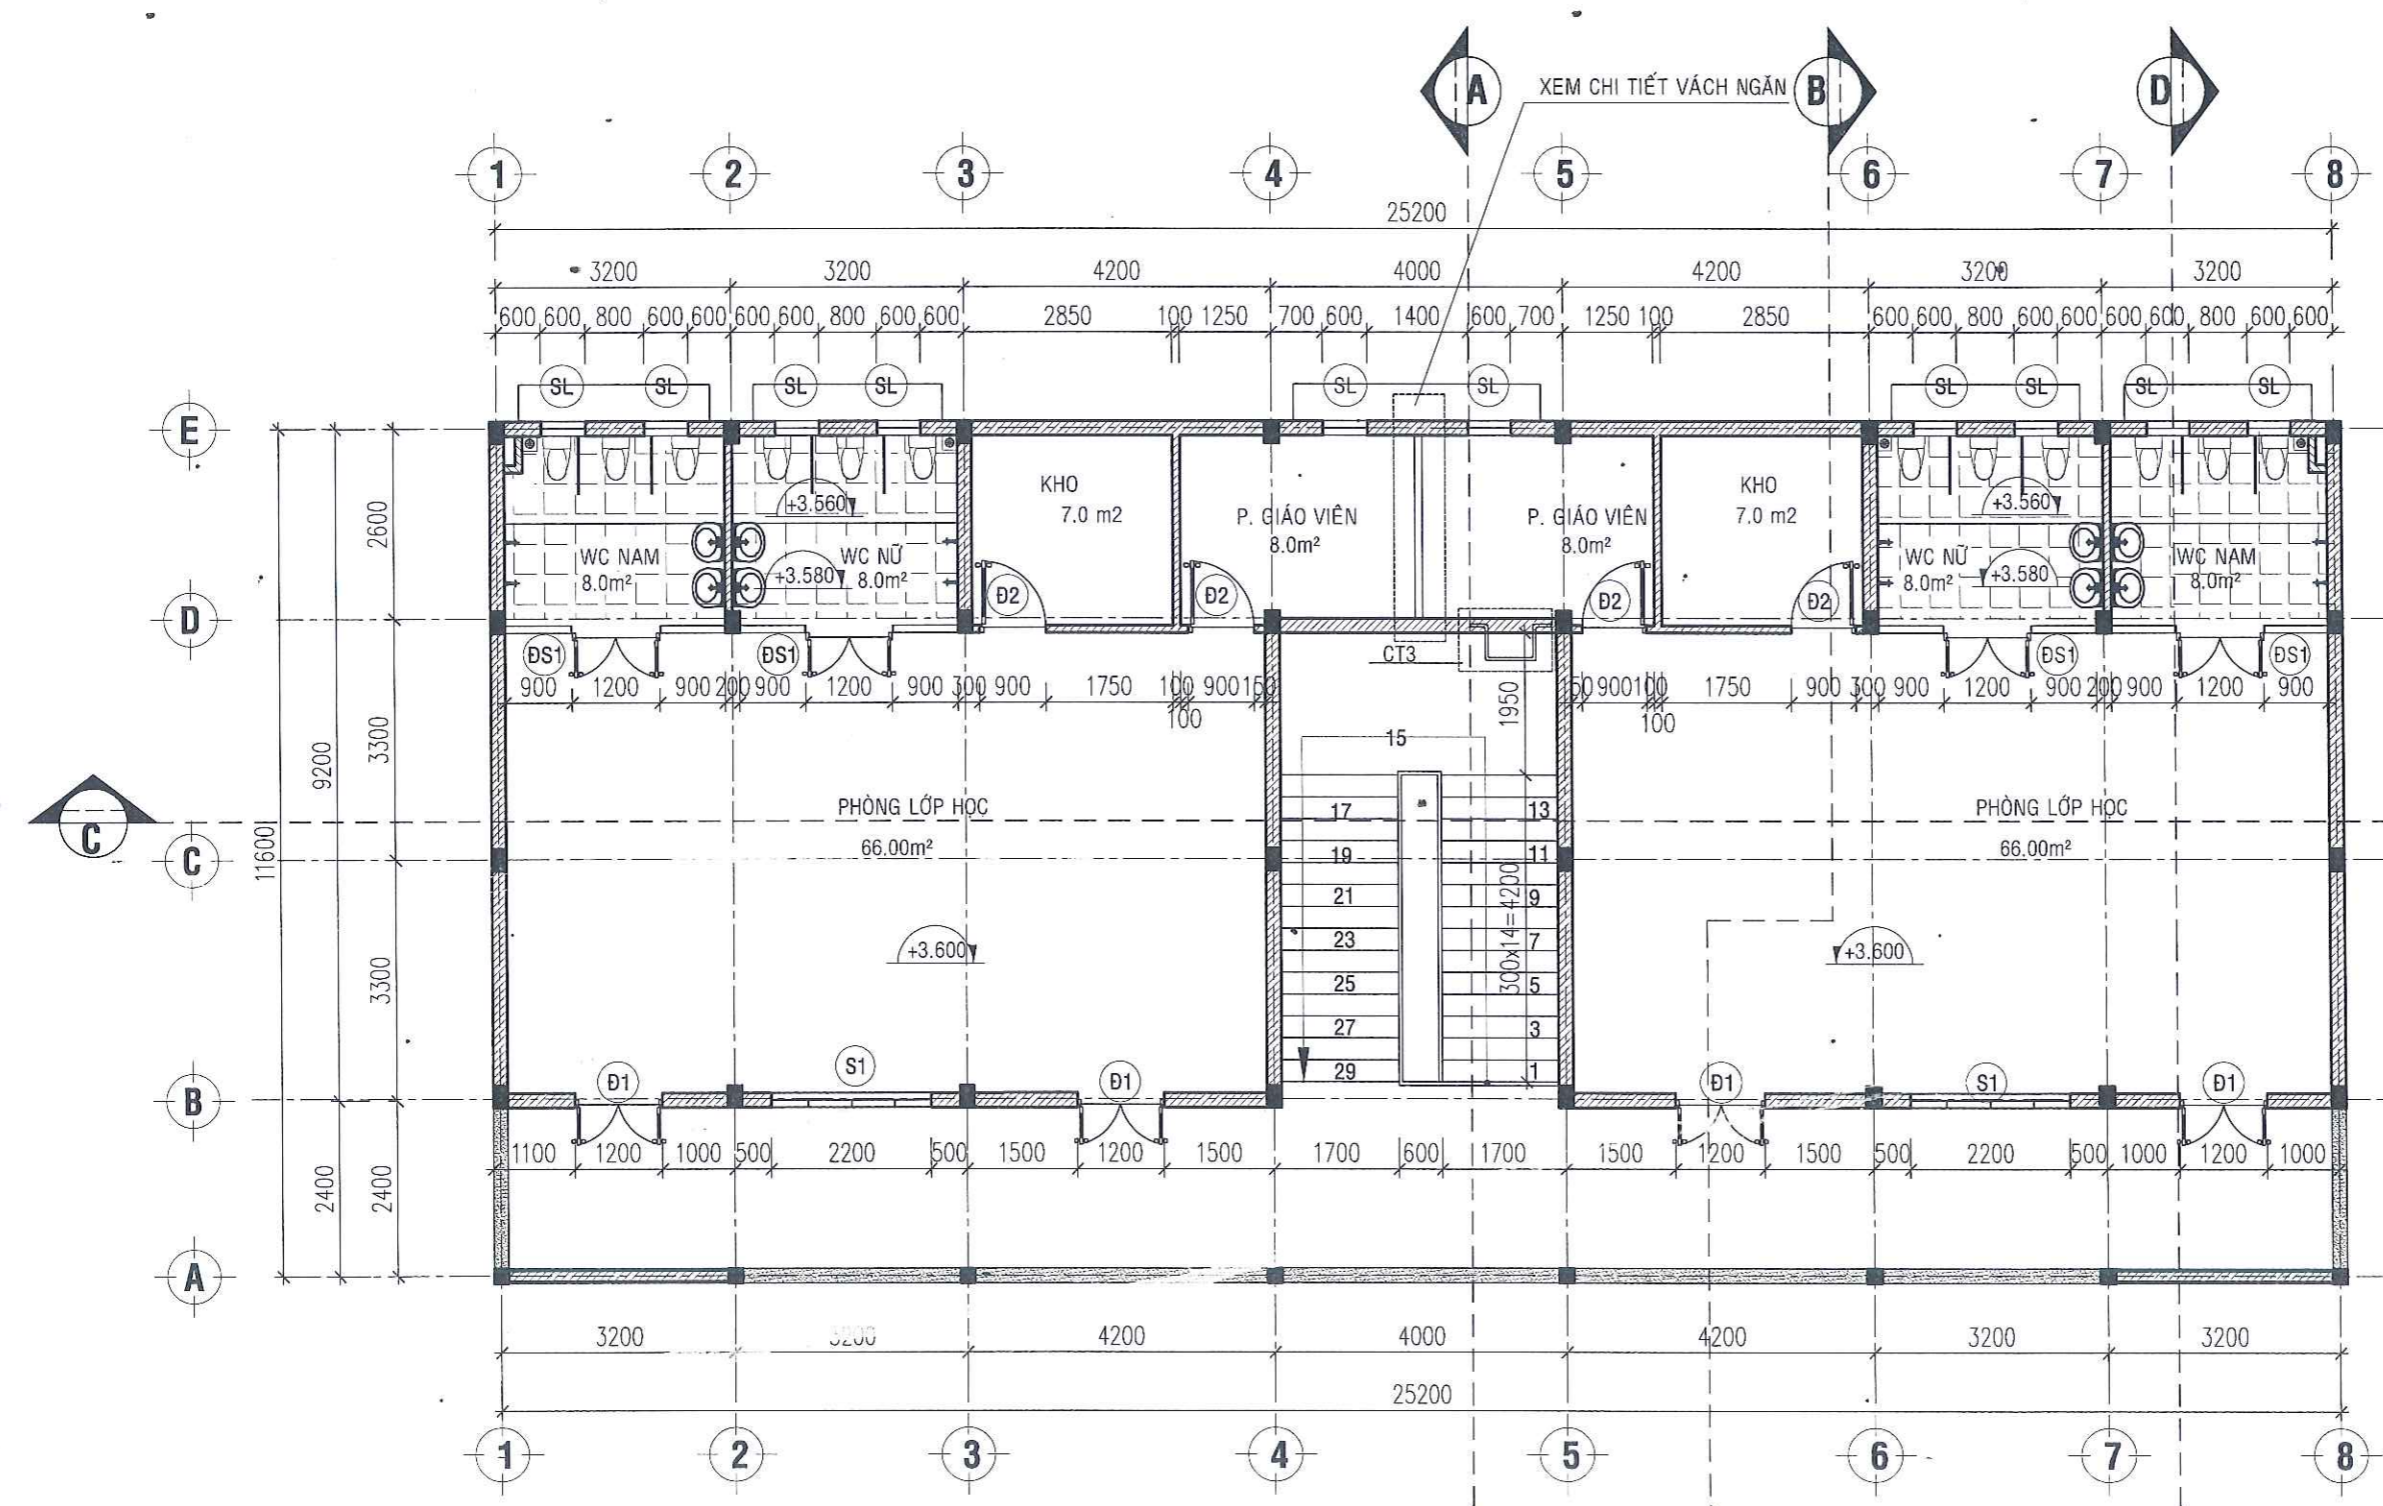 A B D
XEM CHI TIẾT VÁCH NGĂN
1 2 3 4 5 6 7 8
25200
3200 3200 4200 4000 4200 3200 3200
600 600 800 600 600 600 600 800 600 600 2850 100 1250 700 600 1400 600 700 1250 100 2850 600 600 800 600 600 600 600 800 600 600
SL SL SL SL SL SL SL SL SL SL
E
KHO
7.0 m2
P. GIÁO VIÊN
8.0m²
P. GIÁO VIÊN
8.0m²
KHO
7.0 m2
+3.560
+3.560
2600
WC NAM
8.0m²
WC NỮ
8.0m²
+3.580
WC NỮ
8.0m²
+3.580
WC NAM
8.0m²
Đ2 Đ2 Đ2 Đ2
D
ĐS1 ĐS1 CT3 ĐS1 ĐS1
900 1200 900 200 900 1200 900 300 900 1750 100 900 150
100
50 900 100 1750 900 300 900 1200 900 200 900 1200 900
100
1950
15
3300
9200
11600
PHÒNG LỚP HỌC
66.00m²
PHÒNG LỚP HỌC
66.00m²
C
C
17 13
19 11
21 9
23 7
25 5
27 3
29 1
300x14=4200
+3.600
+3.600
3300
Đ1 S1 Đ1 Đ1 S1 Đ1
B
1100 1200 1000 500 2200 500 1500 1200 1500 1700 600 1700 1500 1200 1500 500 2200 500 1000 1200 1000
2400
2400
A
3200 3200 4200 4000 4200 3200 3200
25200
1 2 3 4 5 6 7 8